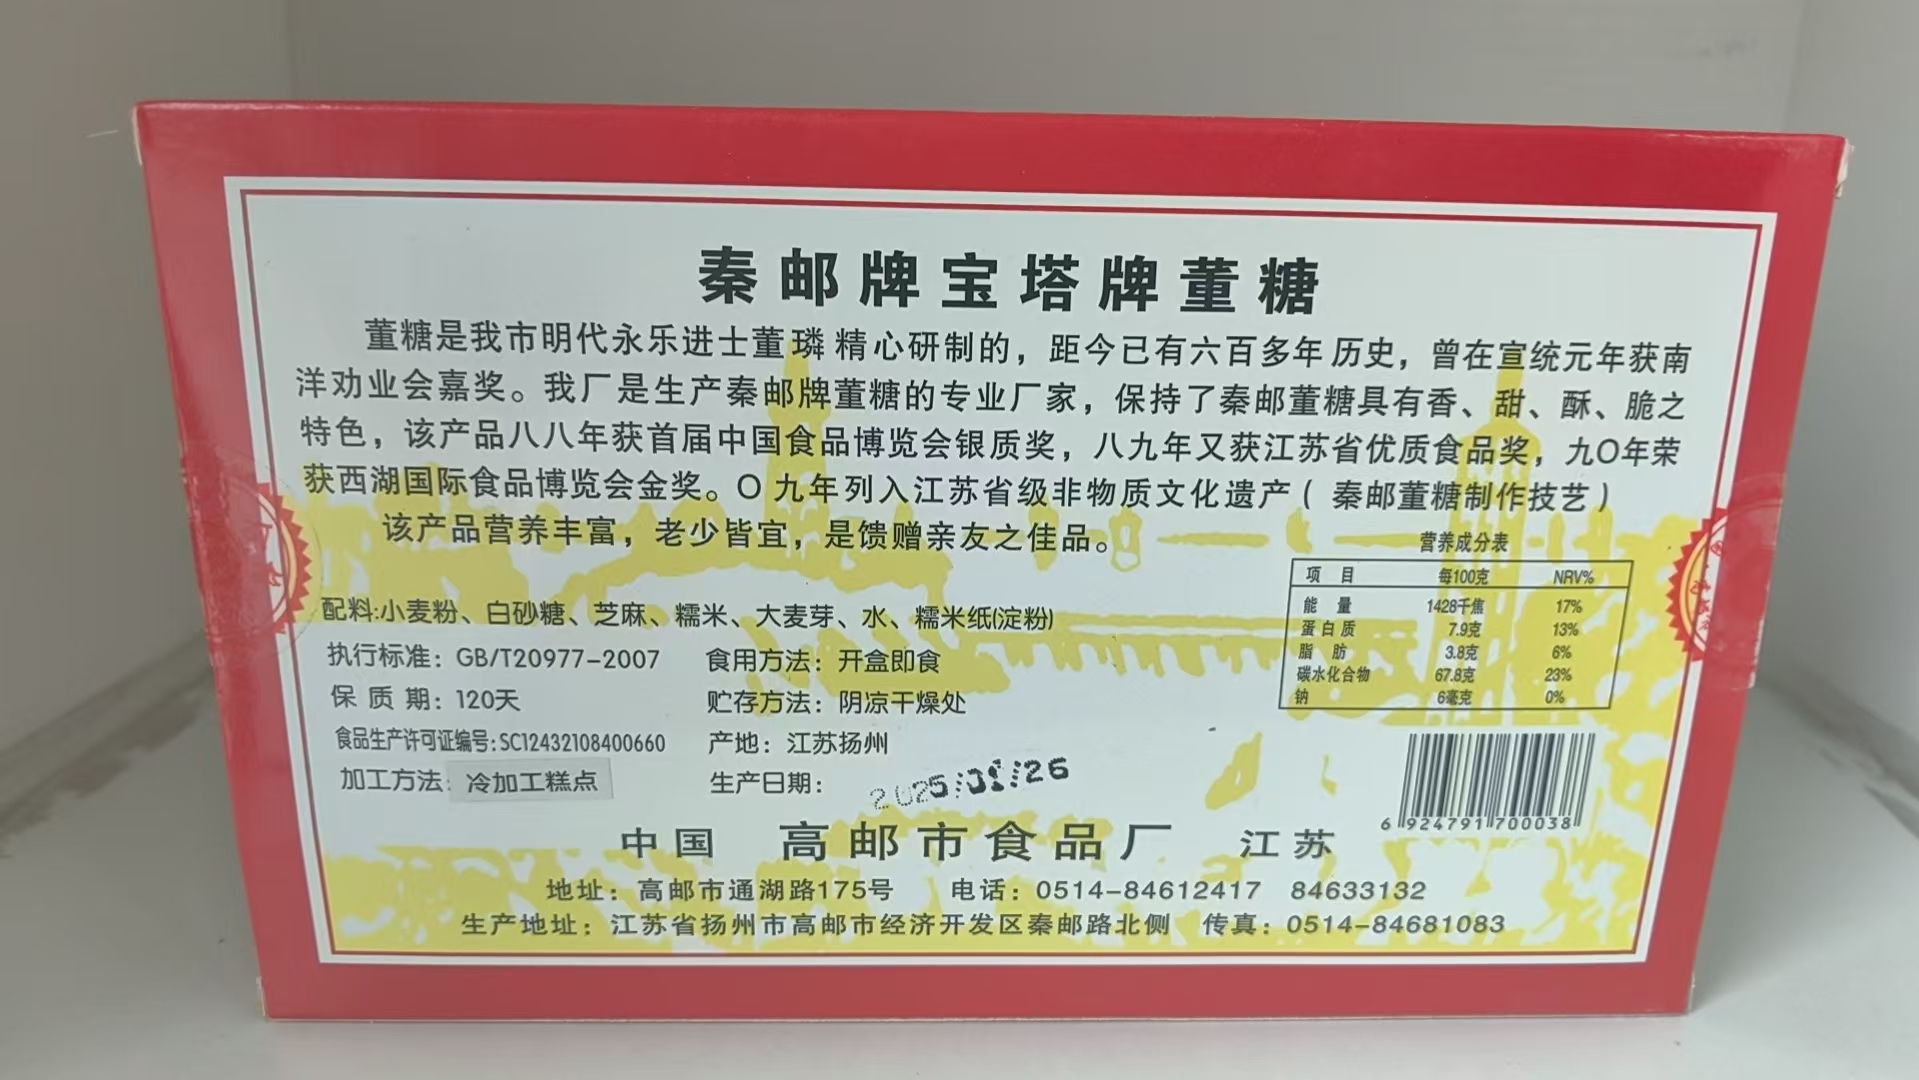 秦邮牌宝塔牌董糖
董糖是我市明代永乐进士董璘精心研制的，距今已有六百多年历史，曾在宣统元年获南
洋劝业会嘉奖。我厂是生产秦邮牌董糖的专业厂家，保持了秦邮董糖具有香、甜、酥、脆之
特色，该产品八八年获首届中国食品博览会银质奖，八九年又获江苏省优质食品奖，九O年荣
获西湖国际食品博览会金奖。O九年列入江苏省级非物质文化遗产（秦邮董糖制作技艺）
该产品营养丰富，老少皆宜，是馈赠亲友之佳品。
营养成分表
项 目 每100克 NRV%
能 量 1428千焦 17%
蛋白质 7.9克 13%
脂 肪 3.8克 6%
碳水化合物 67.8克 23%
钠 6毫克 0%
配料:小麦粉、白砂糖、芝麻、糯米、大麦芽、水、糯米纸(淀粉)
执行标准：GB/T20977-2007 食用方法：开盒即食
保 质 期：120天 贮存方法：阴凉干燥处
食品生产许可证编号:SC12432108400660 产地：江苏扬州
加工方法: 冷加工糕点 生产日期： 2025/01/26
6 924791 700038
中国 高邮市食品厂 江苏
地址：高邮市通湖路175号 电话：0514-84612417 84633132
生产地址：江苏省扬州市高邮市经济开发区秦邮路北侧 传真：0514-84681083